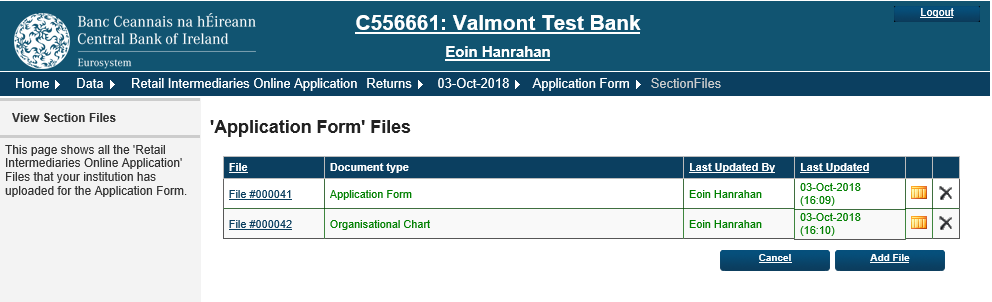 Banc Ceannais na hÉireann
Central Bank of Ireland
Eurosystem
C556661: Valmont Test Bank
Eoin Hanrahan
Logout
Home Data Retail Intermediaries Online Application Returns 03-Oct-2018 Application Form SectionFiles
View Section Files
This page shows all the 'Retail
Intermediaries Online Application'
Files that your institution has
uploaded for the Application Form.
'Application Form' Files
File Document type Last Updated By Last Updated
File #000041 Application Form Eoin Hanrahan 03-Oct-2018
(16:09)
File #000042 Organisational Chart Eoin Hanrahan 03-Oct-2018
(16:10)
Cancel Add File